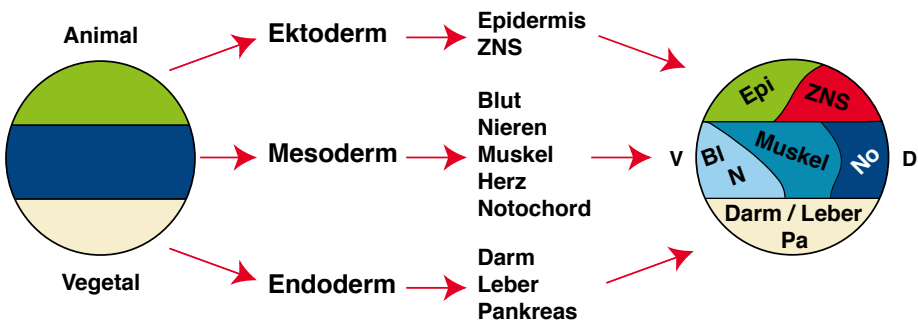 Animal
Vegetal
Ektoderm
Epidermis
ZNS
Mesoderm
Blut
Nieren
Muskel
Herz
Notochord
Endoderm
Darm
Leber
Pankreas
V
D
Epi
ZNS
Bl
N
Muskel
No
Darm / Leber
Pa